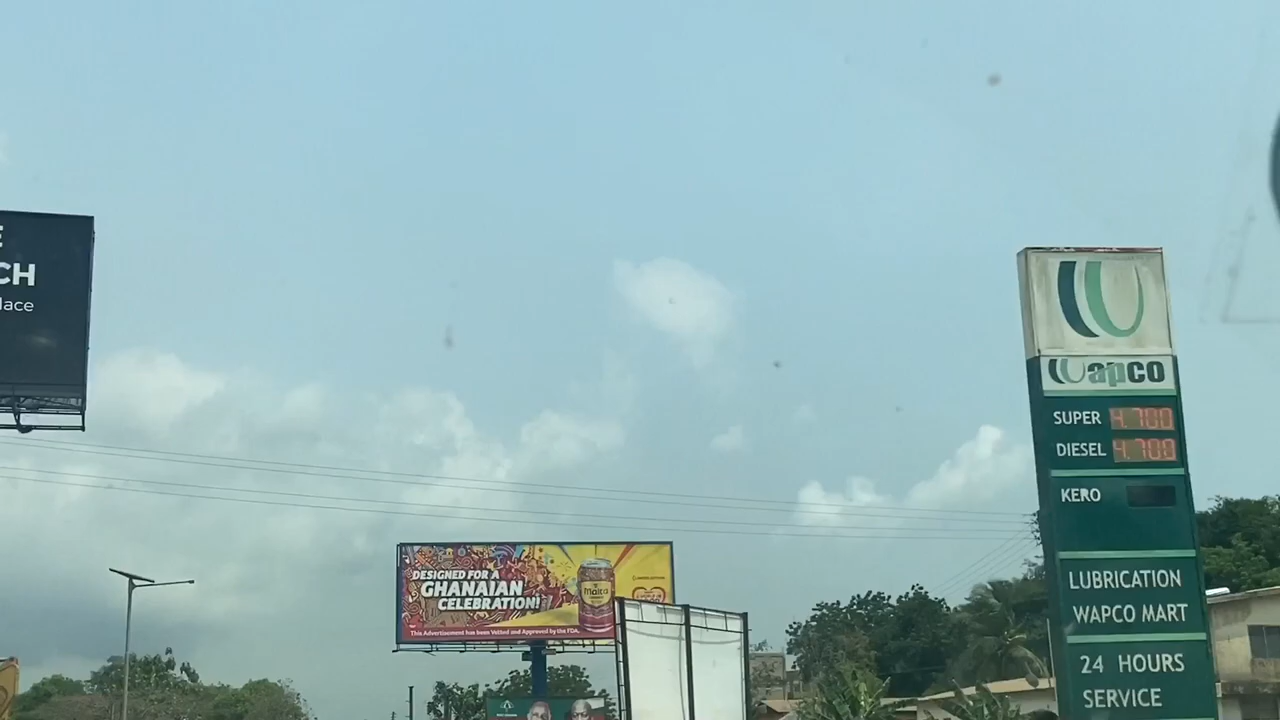 E
CH
lace
DESIGNED FOR A
GHANAIAN
CELEBRATION!
Malta
This Advertisement has been Vetted and Approved by the FDA.
Wapco
SUPER 4.700
DIESEL 4.700
KERO
LUBRICATION
WAPCO MART
24 HOURS
SERVICE